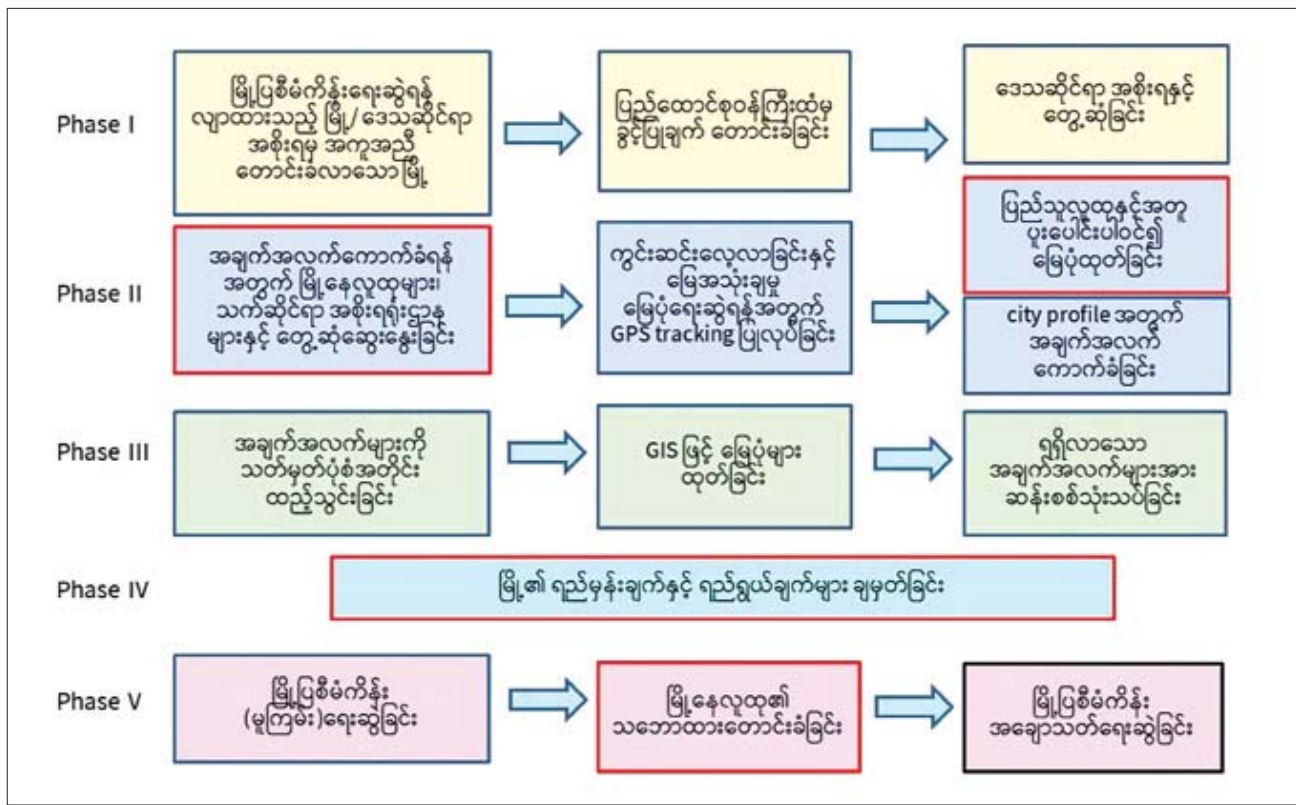 Phase I
မြို့ပြစီမံကိန်းရေးဆွဲရန်
လျာထားသည့် မြို့/ ဒေသဆိုင်ရာ
အစိုးရမှ အကူအညီ
တောင်းခံလာသောမြို့
ပြည်ထောင်စုဝန်ကြီးထံမှ
ခွင့်ပြုချက် တောင်းခံခြင်း
ဒေသဆိုင်ရာ အစိုးရနှင့်
တွေ့ဆုံခြင်း
Phase II
အချက်အလက်ကောက်ခံရန်
အတွက် မြို့နေလူထုများ၊
သက်ဆိုင်ရာ အစိုးရရုံးဌာန
များနှင့် တွေ့ဆုံဆွေးနွေးခြင်း
ကွင်းဆင်းလေ့လာခြင်းနှင့်
မြေအသုံးချမှု
မြေပုံရေးဆွဲရန်အတွက်
GPS tracking ပြုလုပ်ခြင်း
ပြည်သူလူထုနှင့်အတူ
ပူးပေါင်းပါဝင်၍
မြေပုံထုတ်ခြင်း
city profile အတွက်
အချက်အလက်
ကောက်ခံခြင်း
Phase III
အချက်အလက်များကို
သတ်မှတ်ပုံစံအတိုင်း
ထည့်သွင်းခြင်း
GIS ဖြင့် မြေပုံများ
ထုတ်ခြင်း
ရရှိလာသော
အချက်အလက်များအား
ဆန်းစစ်သုံးသပ်ခြင်း
Phase IV
မြို့၏ ရည်မှန်းချက်နှင့် ရည်ရွယ်ချက်များ ချမှတ်ခြင်း
Phase V
မြို့ပြစီမံကိန်း
(မူကြမ်း)ရေးဆွဲခြင်း
မြို့နေလူထု၏
သဘောထားတောင်းခံခြင်း
မြို့ပြစီမံကိန်း
အချောသတ်ရေးဆွဲခြင်း